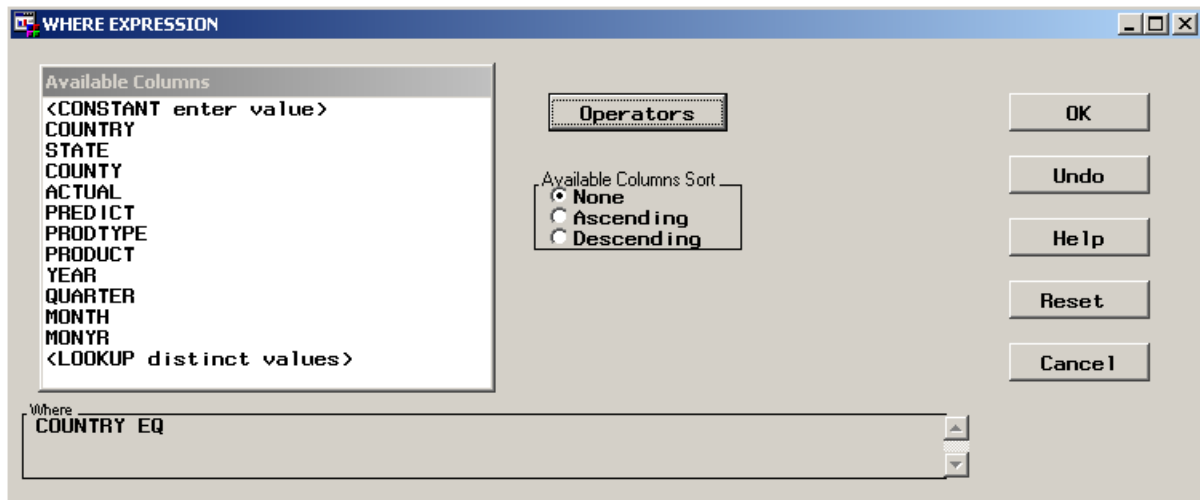 WHERE EXPRESSION
Available Columns
<CONSTANT enter value>
COUNTRY
STATE
COUNTY
ACTUAL
PREDICT
PRODTYPE
PRODUCT
YEAR
QUARTER
MONTH
MONYR
<LOOKUP distinct values>
Operators
Available Columns Sort
None
Ascending
Descending
OK
Undo
Help
Reset
Cancel
Where
COUNTRY EQ